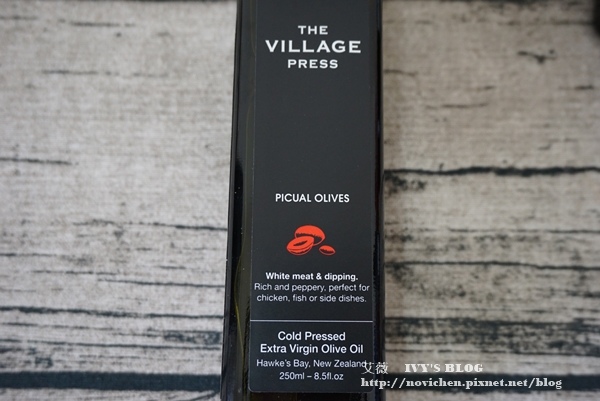 THE
VILLAGE
PRESS
PICUAL OLIVES
White meat & dipping.
Rich and peppery, perfect for
chicken, fish or side dishes.
Cold Pressed
Extra Virgin Olive Oil
Hawke's Bay, New Zealand
250ml – 8.5fl.oz
艾薇 IVY'S BLOG
http://novichen.pixnet.net/blog